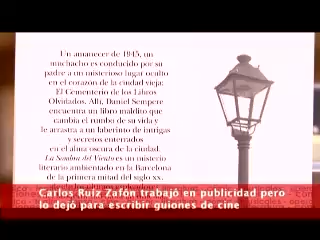 Un amanecer de 1945, un
muchacho es conducido por su
padre a un misterioso lugar oculto
en el corazón de la ciudad vieja:
El Cementerio de los Libros
Olvidados. Allí, Daniel Sempere
encuentra un libro maldito que
cambia el rumbo de su vida y
le arrastra a un laberinto de intrigas
y secretos enterrados
en el alma oscura de la ciudad.
La Sombra del Viento es un misterio
literario ambientado en la Barcelona
de la primera mitad del siglo xx,
Carlos Ruiz Zafón trabajó en publicidad pero
lo dejó para escribir guiones de cine